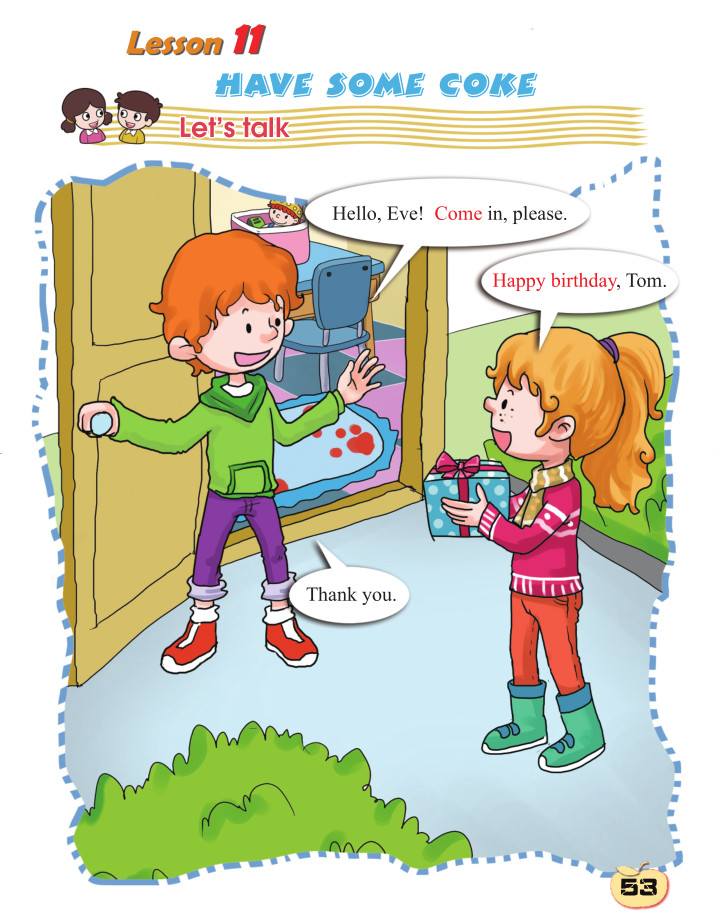 Lesson 11
HAVE SOME COKE
Let's talk
Hello, Eve! Come in, please.
Happy birthday, Tom.
Thank you.
53